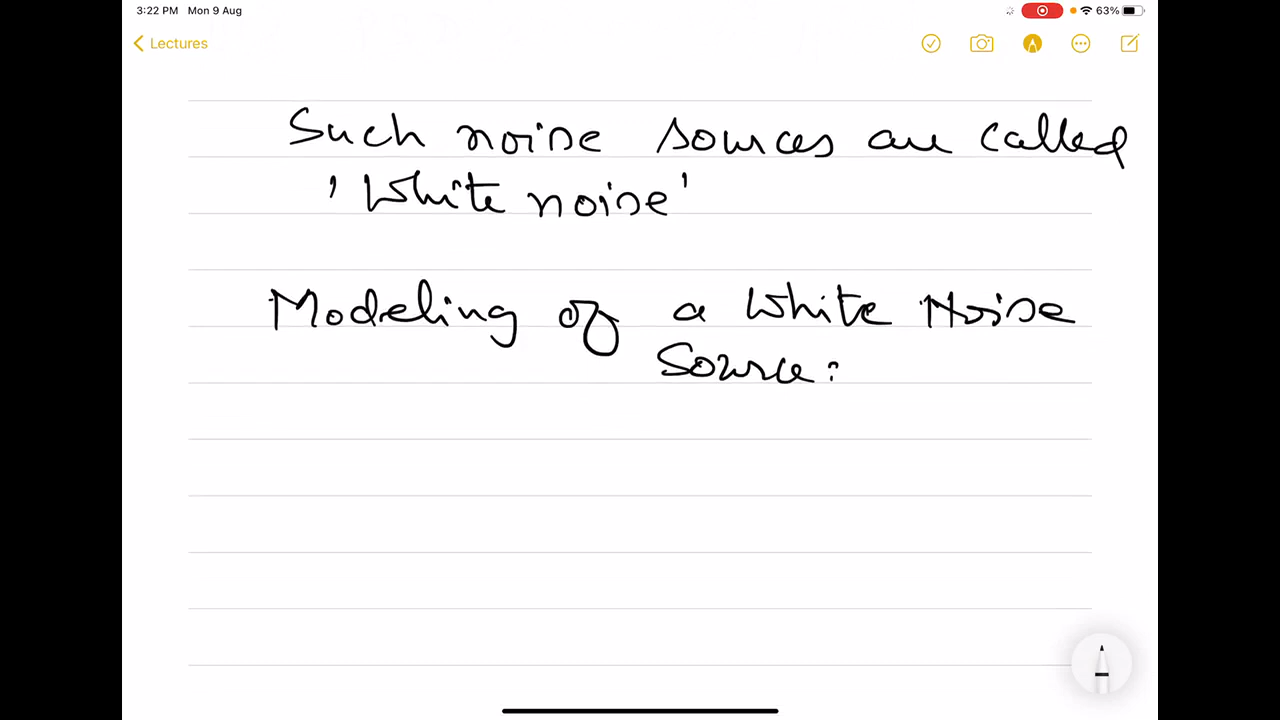 3:22 PM Mon 9 Aug 63%
Lectures
Such noise sources are called
'White noise'
Modeling of a White Noise
Source: